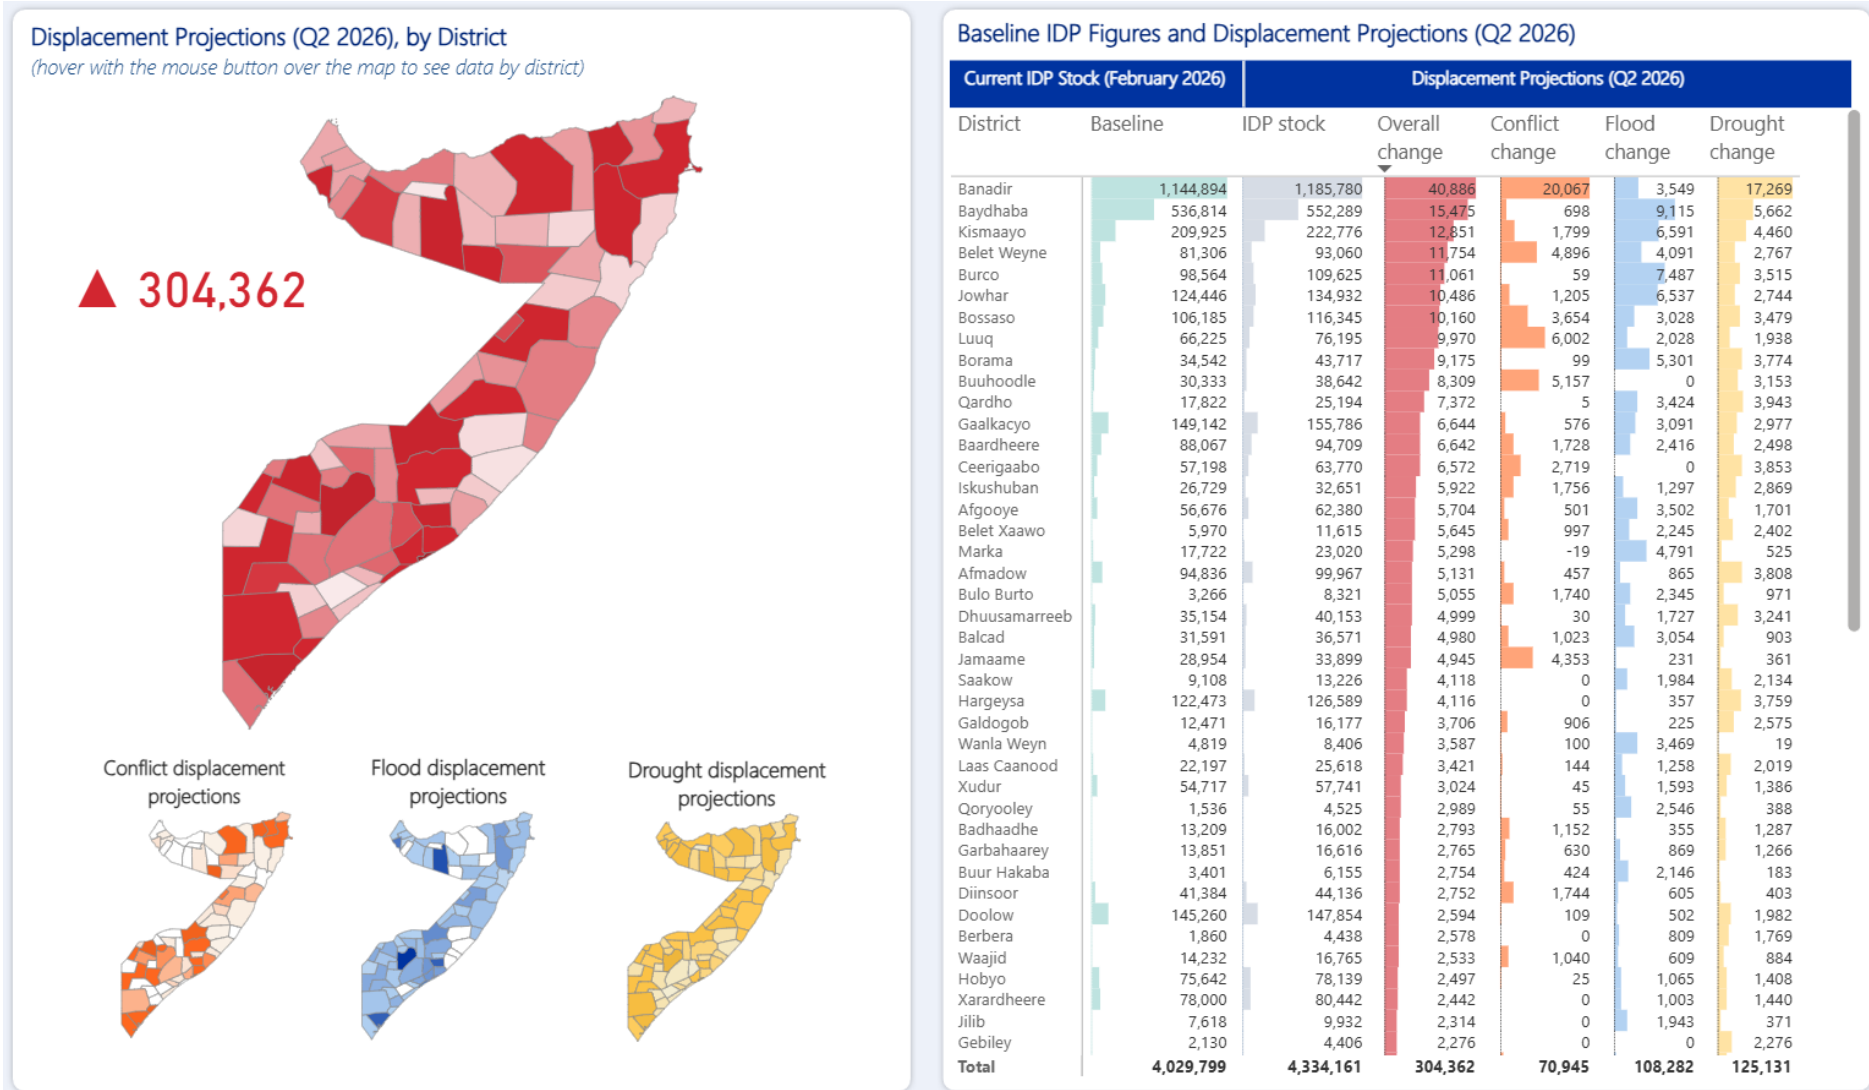 Displacement Projections (Q2 2026), by District
(hover with the mouse button over the map to see data by district)
304,362
Conflict displacement
projections
Flood displacement
projections
Drought displacement
projections
Baseline IDP Figures and Displacement Projections (Q2 2026)
Current IDP Stock (February 2026) Displacement Projections (Q2 2026)
District Baseline IDP stock Overall change Conflict change Flood change Drought change
Banadir 1,144,894 1,185,780 40,886 20,067 3,549 17,269
Baydhaba 536,814 552,289 15,475 698 9,115 5,662
Kismaayo 209,925 222,776 12,851 1,799 6,591 4,460
Belet Weyne 81,306 93,060 11,754 4,896 4,091 2,767
Burco 98,564 109,625 11,061 59 7,487 3,515
Jowhar 124,446 134,932 10,486 1,205 6,537 2,744
Bossaso 106,185 116,345 10,160 3,654 3,028 3,479
Luuq 66,225 76,195 9,970 6,002 2,028 1,938
Borama 34,542 43,717 9,175 99 5,301 3,774
Buuhoodle 30,333 38,642 8,309 5,157 0 3,153
Qardho 17,822 25,194 7,372 5 3,424 3,943
Gaalkacyo 149,142 155,786 6,644 576 3,091 2,977
Baardheere 88,067 94,709 6,642 1,728 2,416 2,498
Ceerigaabo 57,198 63,770 6,572 2,719 0 3,853
Iskushuban 26,729 32,651 5,922 1,756 1,297 2,869
Afgooye 56,676 62,380 5,704 501 3,502 1,701
Belet Xaawo 5,970 11,615 5,645 997 2,245 2,402
Marka 17,722 23,020 5,298 -19 4,791 525
Afmadow 94,836 99,967 5,131 457 865 3,808
Bulo Burto 3,266 8,321 5,055 1,740 2,345 971
Dhuusamarreeb 35,154 40,153 4,999 30 1,727 3,241
Balcad 31,591 36,571 4,980 1,023 3,054 903
Jamaame 28,954 33,899 4,945 4,353 231 361
Saakow 9,108 13,226 4,118 0 1,984 2,134
Hargeysa 122,473 126,589 4,116 0 357 3,759
Galdogob 12,471 16,177 3,706 906 225 2,575
Wanla Weyn 4,819 8,406 3,587 100 3,469 19
Laas Caanood 22,197 25,618 3,421 144 1,258 2,019
Xudur 54,717 57,741 3,024 45 1,593 1,386
Qoryooley 1,536 4,525 2,989 55 2,546 388
Badhaadhe 13,209 16,002 2,793 1,152 355 1,287
Garbahaarey 13,851 16,616 2,765 630 869 1,266
Buur Hakaba 3,401 6,155 2,754 424 2,146 183
Diinsoor 41,384 44,136 2,752 1,744 605 403
Doolow 145,260 147,854 2,594 109 502 1,982
Berbera 1,860 4,438 2,578 0 809 1,769
Waajid 14,232 16,765 2,533 1,040 609 884
Hobyo 75,642 78,139 2,497 25 1,065 1,408
Xarardheere 78,000 80,442 2,442 0 1,003 1,440
Jilib 7,618 9,932 2,314 0 1,943 371
Gebiley 2,130 4,406 2,276 0 0 2,276
Total 4,029,799 4,334,161 304,362 70,945 108,282 125,131